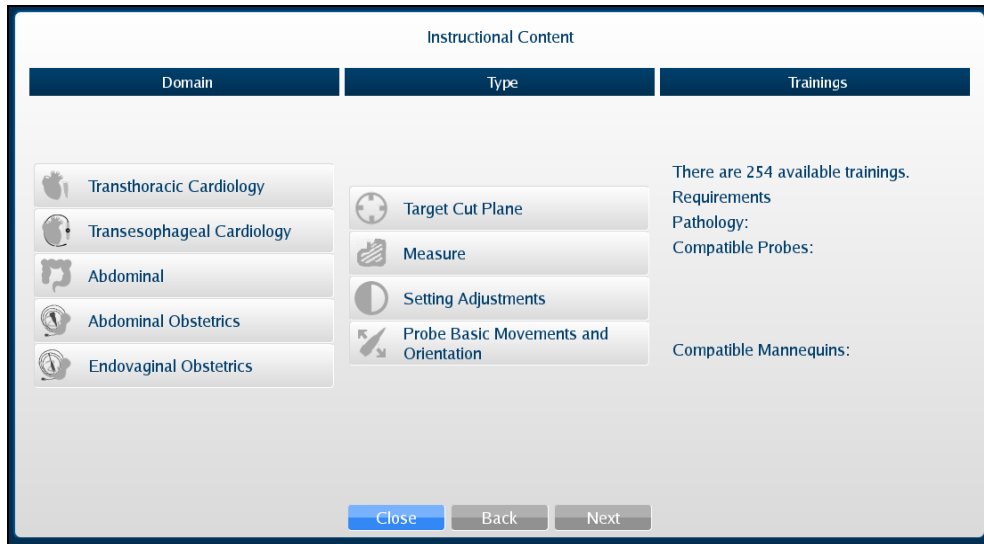 Instructional Content
Domain
Type
Trainings
Transthoracic Cardiology
Transesophageal Cardiology
Abdominal
Abdominal Obstetrics
Endovaginal Obstetrics
Target Cut Plane
Measure
Setting Adjustments
Probe Basic Movements and
Orientation
There are 254 available trainings.
Requirements
Pathology:
Compatible Probes:
Compatible Mannequins:
Close
Back
Next